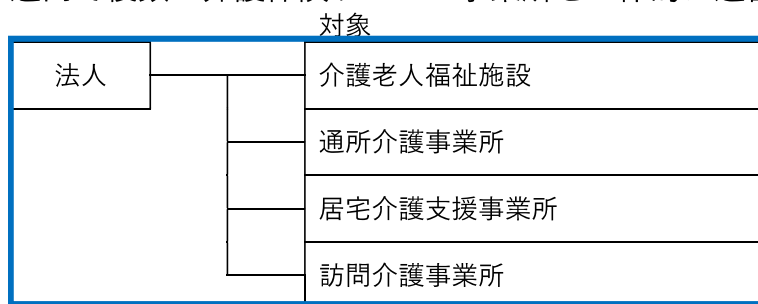 対象
法人
介護老人福祉施設
通所介護事業所
居宅介護支援事業所
訪問介護事業所